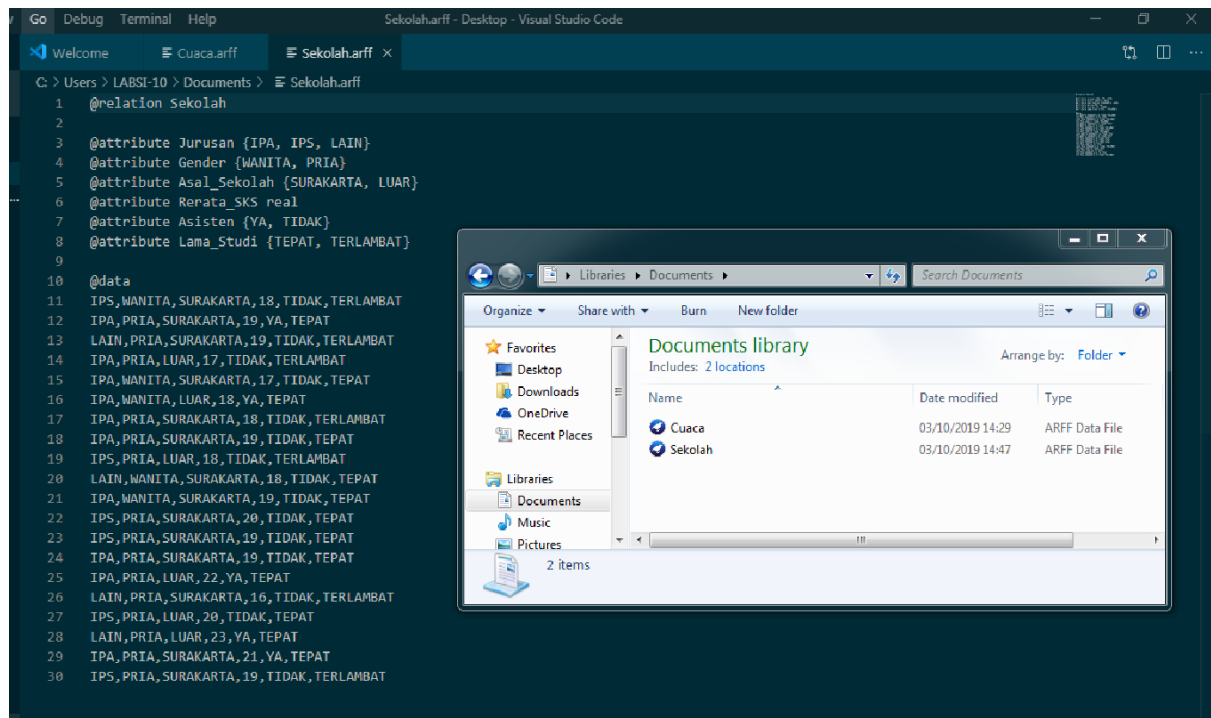 Go Debug Terminal Help Sekolah.arff - Desktop - Visual Studio Code
Welcome Cuaca.arff Sekolah.arff ×
C: > Users > LABSI-10 > Documents > Sekolah.arff
1 @relation Sekolah
2
3 @attribute Jurusan {IPA, IPS, LAIN}
4 @attribute Gender {WANITA, PRIA}
5 @attribute Asal_Sekolah {SURAKARTA, LUAR}
6 @attribute Rerata_SKS real
7 @attribute Asisten {YA, TIDAK}
8 @attribute Lama_Studi {TEPAT, TERLAMBAT}
9
10 @data
11 IPS,WANITA,SURAKARTA,18,TIDAK,TERLAMBAT
12 IPA,PRIA,SURAKARTA,19,YA,TEPAT
13 LAIN,PRIA,SURAKARTA,19,TIDAK,TERLAMBAT
14 IPA,PRIA,LUAR,17,TIDAK,TERLAMBAT
15 IPA,WANITA,SURAKARTA,17,TIDAK,TEPAT
16 IPA,WANITA,LUAR,18,YA,TEPAT
17 IPA,PRIA,SURAKARTA,18,TIDAK,TERLAMBAT
18 IPA,PRIA,SURAKARTA,19,TIDAK,TEPAT
19 IPS,PRIA,LUAR,18,TIDAK,TERLAMBAT
20 LAIN,WANITA,SURAKARTA,18,TIDAK,TEPAT
21 IPA,WANITA,SURAKARTA,19,TIDAK,TEPAT
22 IPS,PRIA,SURAKARTA,20,TIDAK,TEPAT
23 IPS,PRIA,SURAKARTA,19,TIDAK,TEPAT
24 IPA,PRIA,SURAKARTA,19,TIDAK,TEPAT
25 IPA,PRIA,LUAR,22,YA,TEPAT
26 LAIN,PRIA,SURAKARTA,16,TIDAK,TERLAMBAT
27 IPS,PRIA,LUAR,20,TIDAK,TEPAT
28 LAIN,PRIA,LUAR,23,YA,TEPAT
29 IPA,PRIA,SURAKARTA,21,YA,TEPAT
30 IPS,PRIA,SURAKARTA,19,TIDAK,TERLAMBAT
Libraries Documents Search Documents
Organize Share with Burn New folder
Favorites
Desktop
Downloads
OneDrive
Recent Places
Libraries
Documents
Music
Pictures
Documents library
Includes: 2 locations
Arrange by: Folder
Name Date modified Type
Cuaca 03/10/2019 14:29 ARFF Data File
Sekolah 03/10/2019 14:47 ARFF Data File
2 items